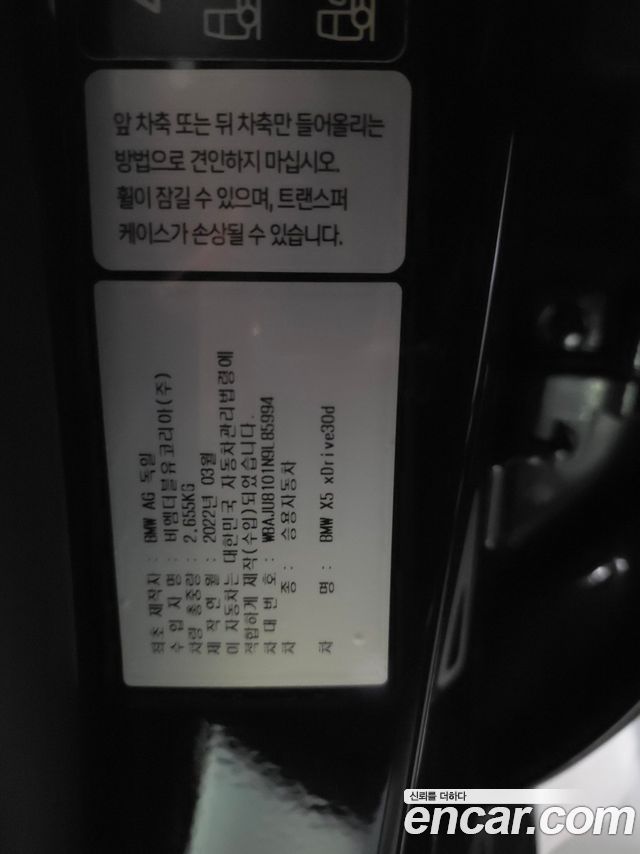 앞 차축 또는 뒤 차축만 들어올리는
방법으로 견인하지 마십시오.
휠이 잠길 수 있으며, 트랜스퍼
케이스가 손상될 수 있습니다.
최초 제작자 : BMW AG 독일
수 입 자 명 : 비엠더블유코리아(주)
차량 총중량 : 2,655KG
제 작 연 월 : 2022년 03월
이 자동차는 대한민국 자동차관리법령에
적합하게 제작(수입)되었습니다.
차 대 번 호 : WBAJU8101N9L85994
차 종 : 승용자동차
차 명 : BMW X5 xDrive30d
신뢰를 더하다
encar.com